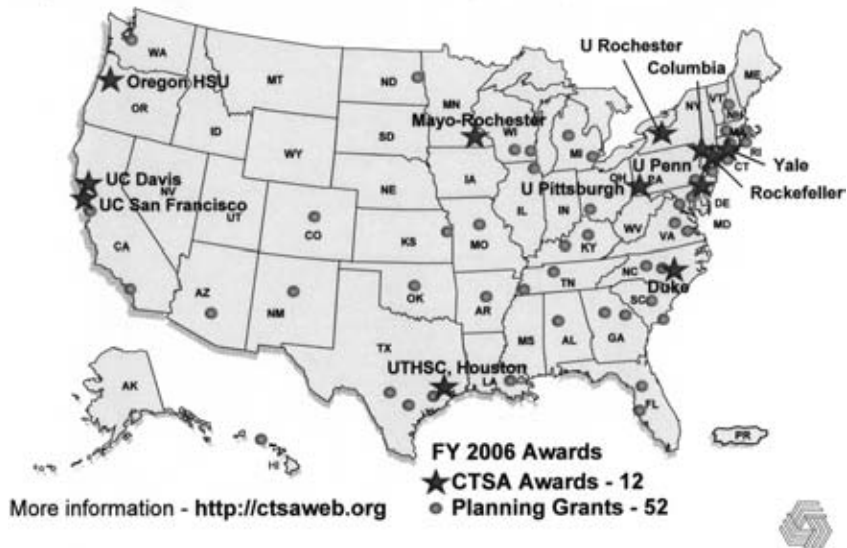 WA
ME
U Rochester
Columbia
MT
ND
VT
NH
Oregon HSU
MN
NY
OR
Mayo-Rochester
MA
ID
SD
WI
MI
RI
CT
Yale
WY
U Penn
Rockefeller
IA
OH
PA
UC Davis
NV
NE
U Pittsburgh
NJ
DE
UC San Francisco
UT
IL
IN
MD
CO
WV
VA
CA
KS
MO
KY
NC
TN
Duke
AZ
NM
OK
AR
SC
MS
AL
GA
TX
UTHSC, Houston
LA
AK
FL
PR
HI
FY 2006 Awards
CTSA Awards - 12
More information - http://ctsaweb.org
Planning Grants - 52